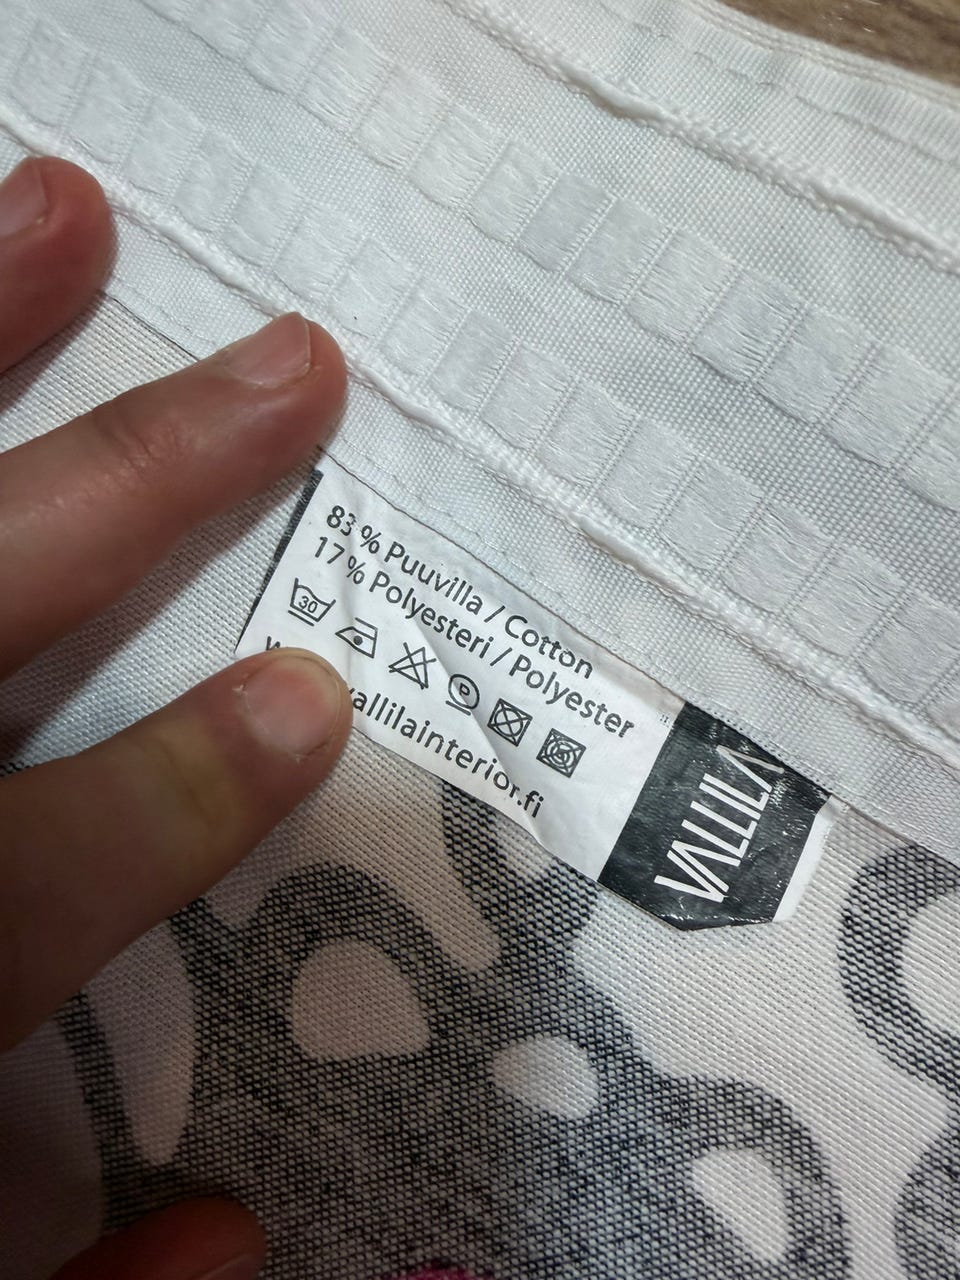 83 % Puuvilla / Cotton
17 % Polyesteri / Polyester
30
P
vallilainterior.fi
VALLILA